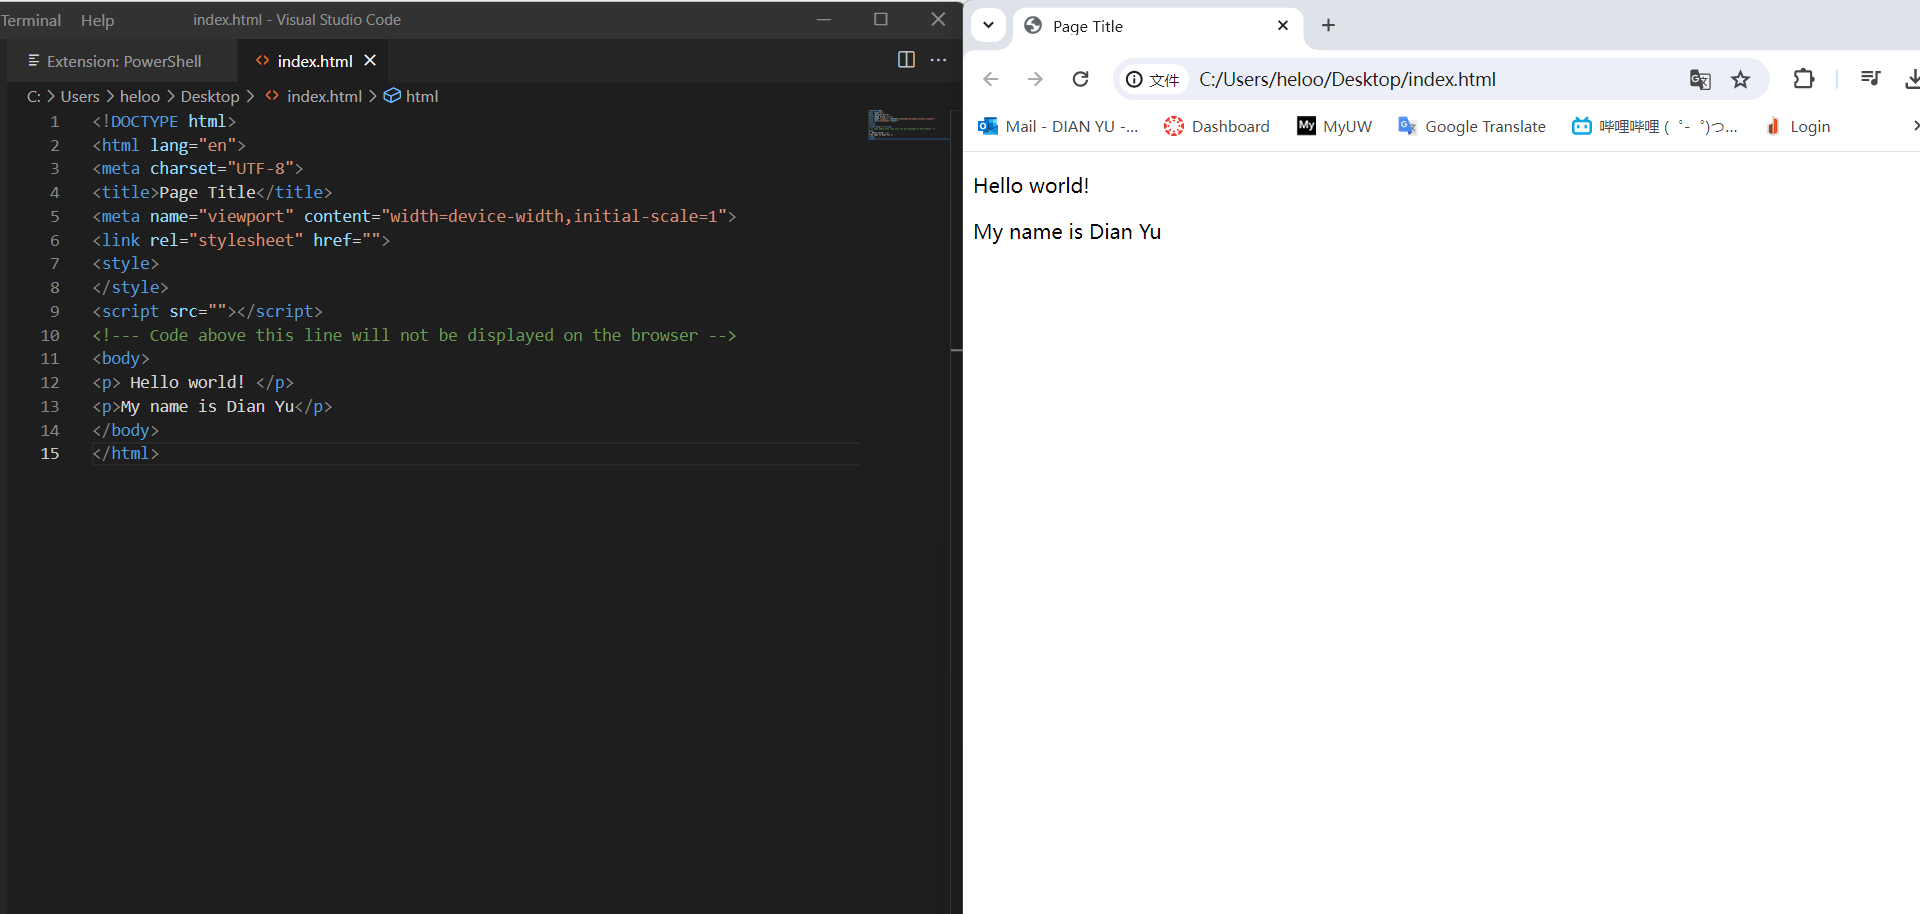 Terminal Help index.html - Visual Studio Code
Extension: PowerShell index.html
C: > Users > heloo > Desktop > index.html > html
1 <!DOCTYPE html>
2 <html lang="en">
3 <meta charset="UTF-8">
4 <title>Page Title</title>
5 <meta name="viewport" content="width=device-width,initial-scale=1">
6 <link rel="stylesheet" href="">
7 <style>
8 </style>
9 <script src=""></script>
10 <!--- Code above this line will not be displayed on the browser -->
11 <body>
12 <p> Hello world! </p>
13 <p>My name is Dian Yu</p>
14 </body>
15 </html>
Page Title
文件 C:/Users/heloo/Desktop/index.html
Mail - DIAN YU -... Dashboard My MyUW Google Translate 哔哩哔哩 ( ゜- ゜)つ... Login
Hello world!
My name is Dian Yu